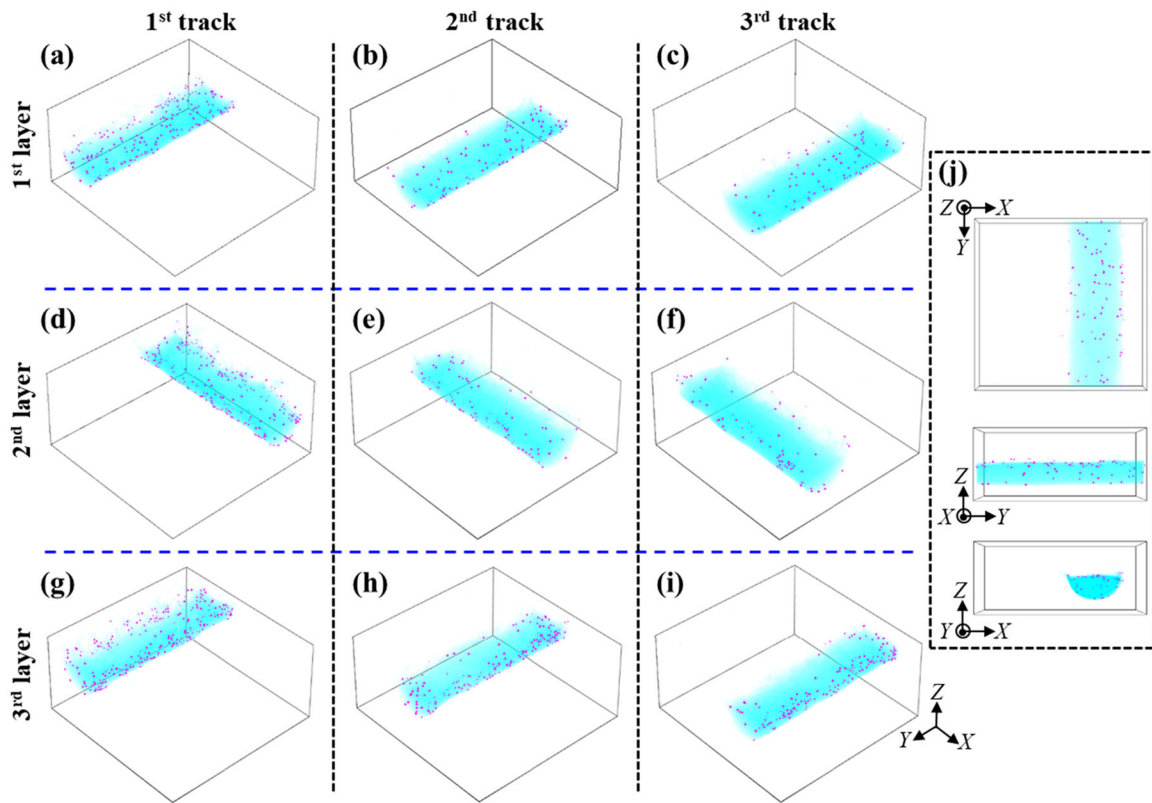 1st track
2nd track
3rd track
1st layer
(a)
(b)
(c)
(j)
Z X
Y
2nd layer
(d)
(e)
(f)
Z
X Y
3rd layer
(g)
(h)
(i)
Z
Y X
Z
Y X